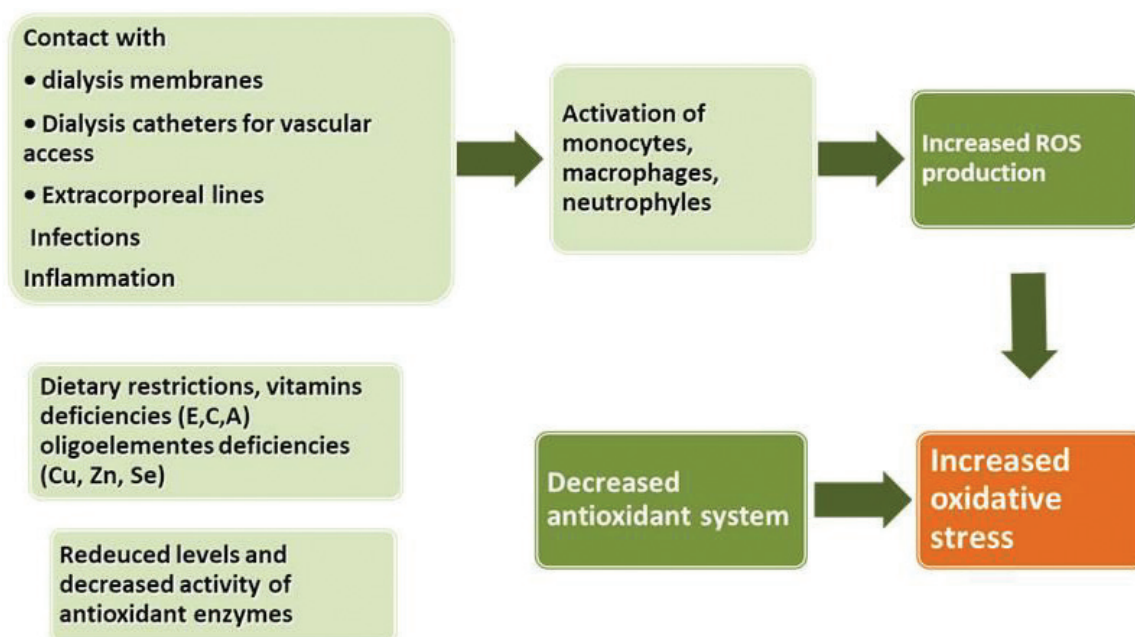 Contact with
• dialysis membranes
• Dialysis catheters for vascular
access
• Extracorporeal lines
Infections
Inflammation
Activation of
monocytes,
macrophages,
neutrophyles
Increased ROS
production
Dietary restrictions, vitamins
deficiencies (E,C,A)
oligoelementes deficiencies
(Cu, Zn, Se)
Redeuced levels and
decreased activity of
antioxidant enzymes
Decreased
antioxidant system
Increased
oxidative
stress